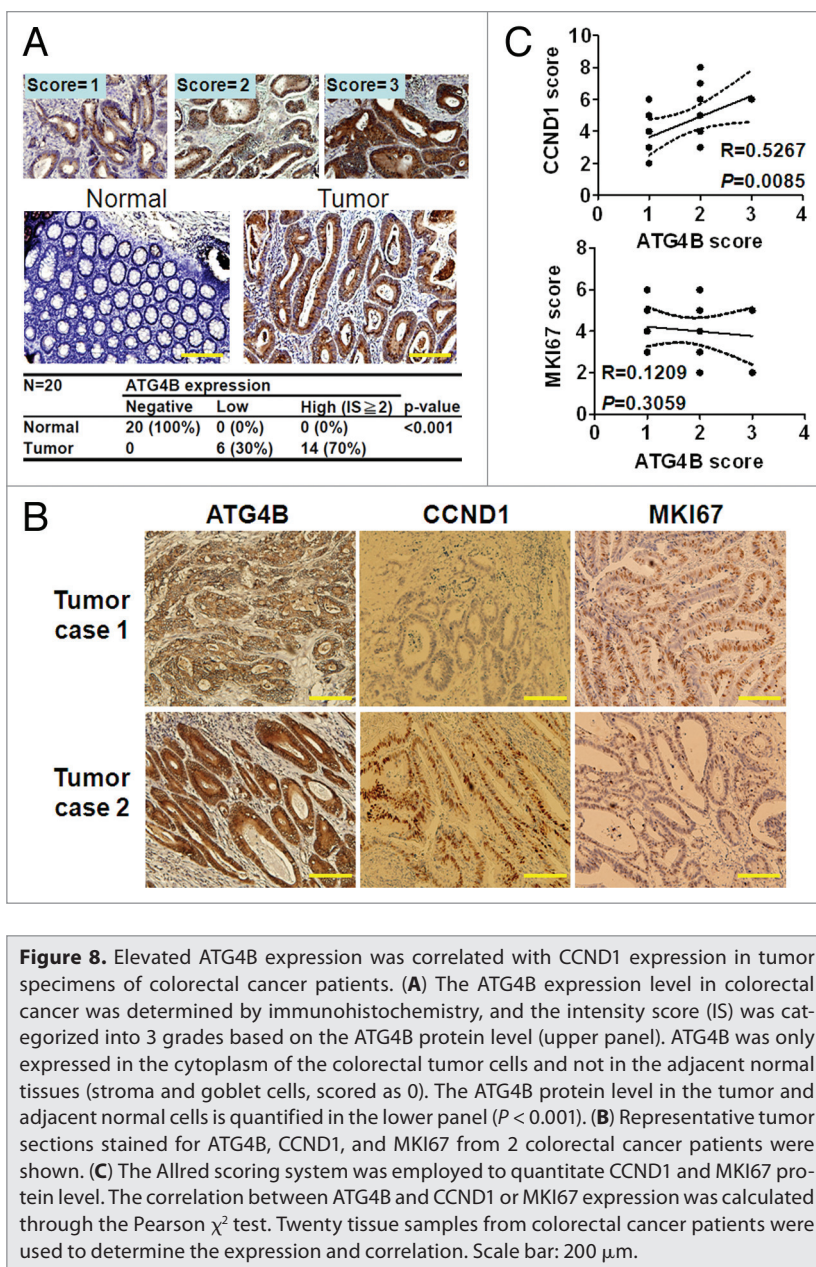 A
Score=1
Score=2
Score=3
Normal
Tumor
N=20 ATG4B expression
Negative Low High (IS≧2) p-value
Normal 20 (100%) 0 (0%) 0 (0%) <0.001
Tumor 0 6 (30%) 14 (70%)
C
CCND1 score
10
8
6
4
2
0
R=0.5267
P=0.0085
0 1 2 3 4
ATG4B score
MKI67 score
8
6
4
2
0
R=0.1209
P=0.3059
0 1 2 3 4
ATG4B score
B
ATG4B CCND1 MKI67
Tumor
case 1
Tumor
case 2
Figure 8. Elevated ATG4B expression was correlated with CCND1 expression in tumor
specimens of colorectal cancer patients. (A) The ATG4B expression level in colorectal
cancer was determined by immunohistochemistry, and the intensity score (IS) was cat-
egorized into 3 grades based on the ATG4B protein level (upper panel). ATG4B was only
expressed in the cytoplasm of the colorectal tumor cells and not in the adjacent normal
tissues (stroma and goblet cells, scored as 0). The ATG4B protein level in the tumor and
adjacent normal cells is quantified in the lower panel (P < 0.001). (B) Representative tumor
sections stained for ATG4B, CCND1, and MKI67 from 2 colorectal cancer patients were
shown. (C) The Allred scoring system was employed to quantitate CCND1 and MKI67 pro-
tein level. The correlation between ATG4B and CCND1 or MKI67 expression was calculated
through the Pearson χ² test. Twenty tissue samples from colorectal cancer patients were
used to determine the expression and correlation. Scale bar: 200 μm.